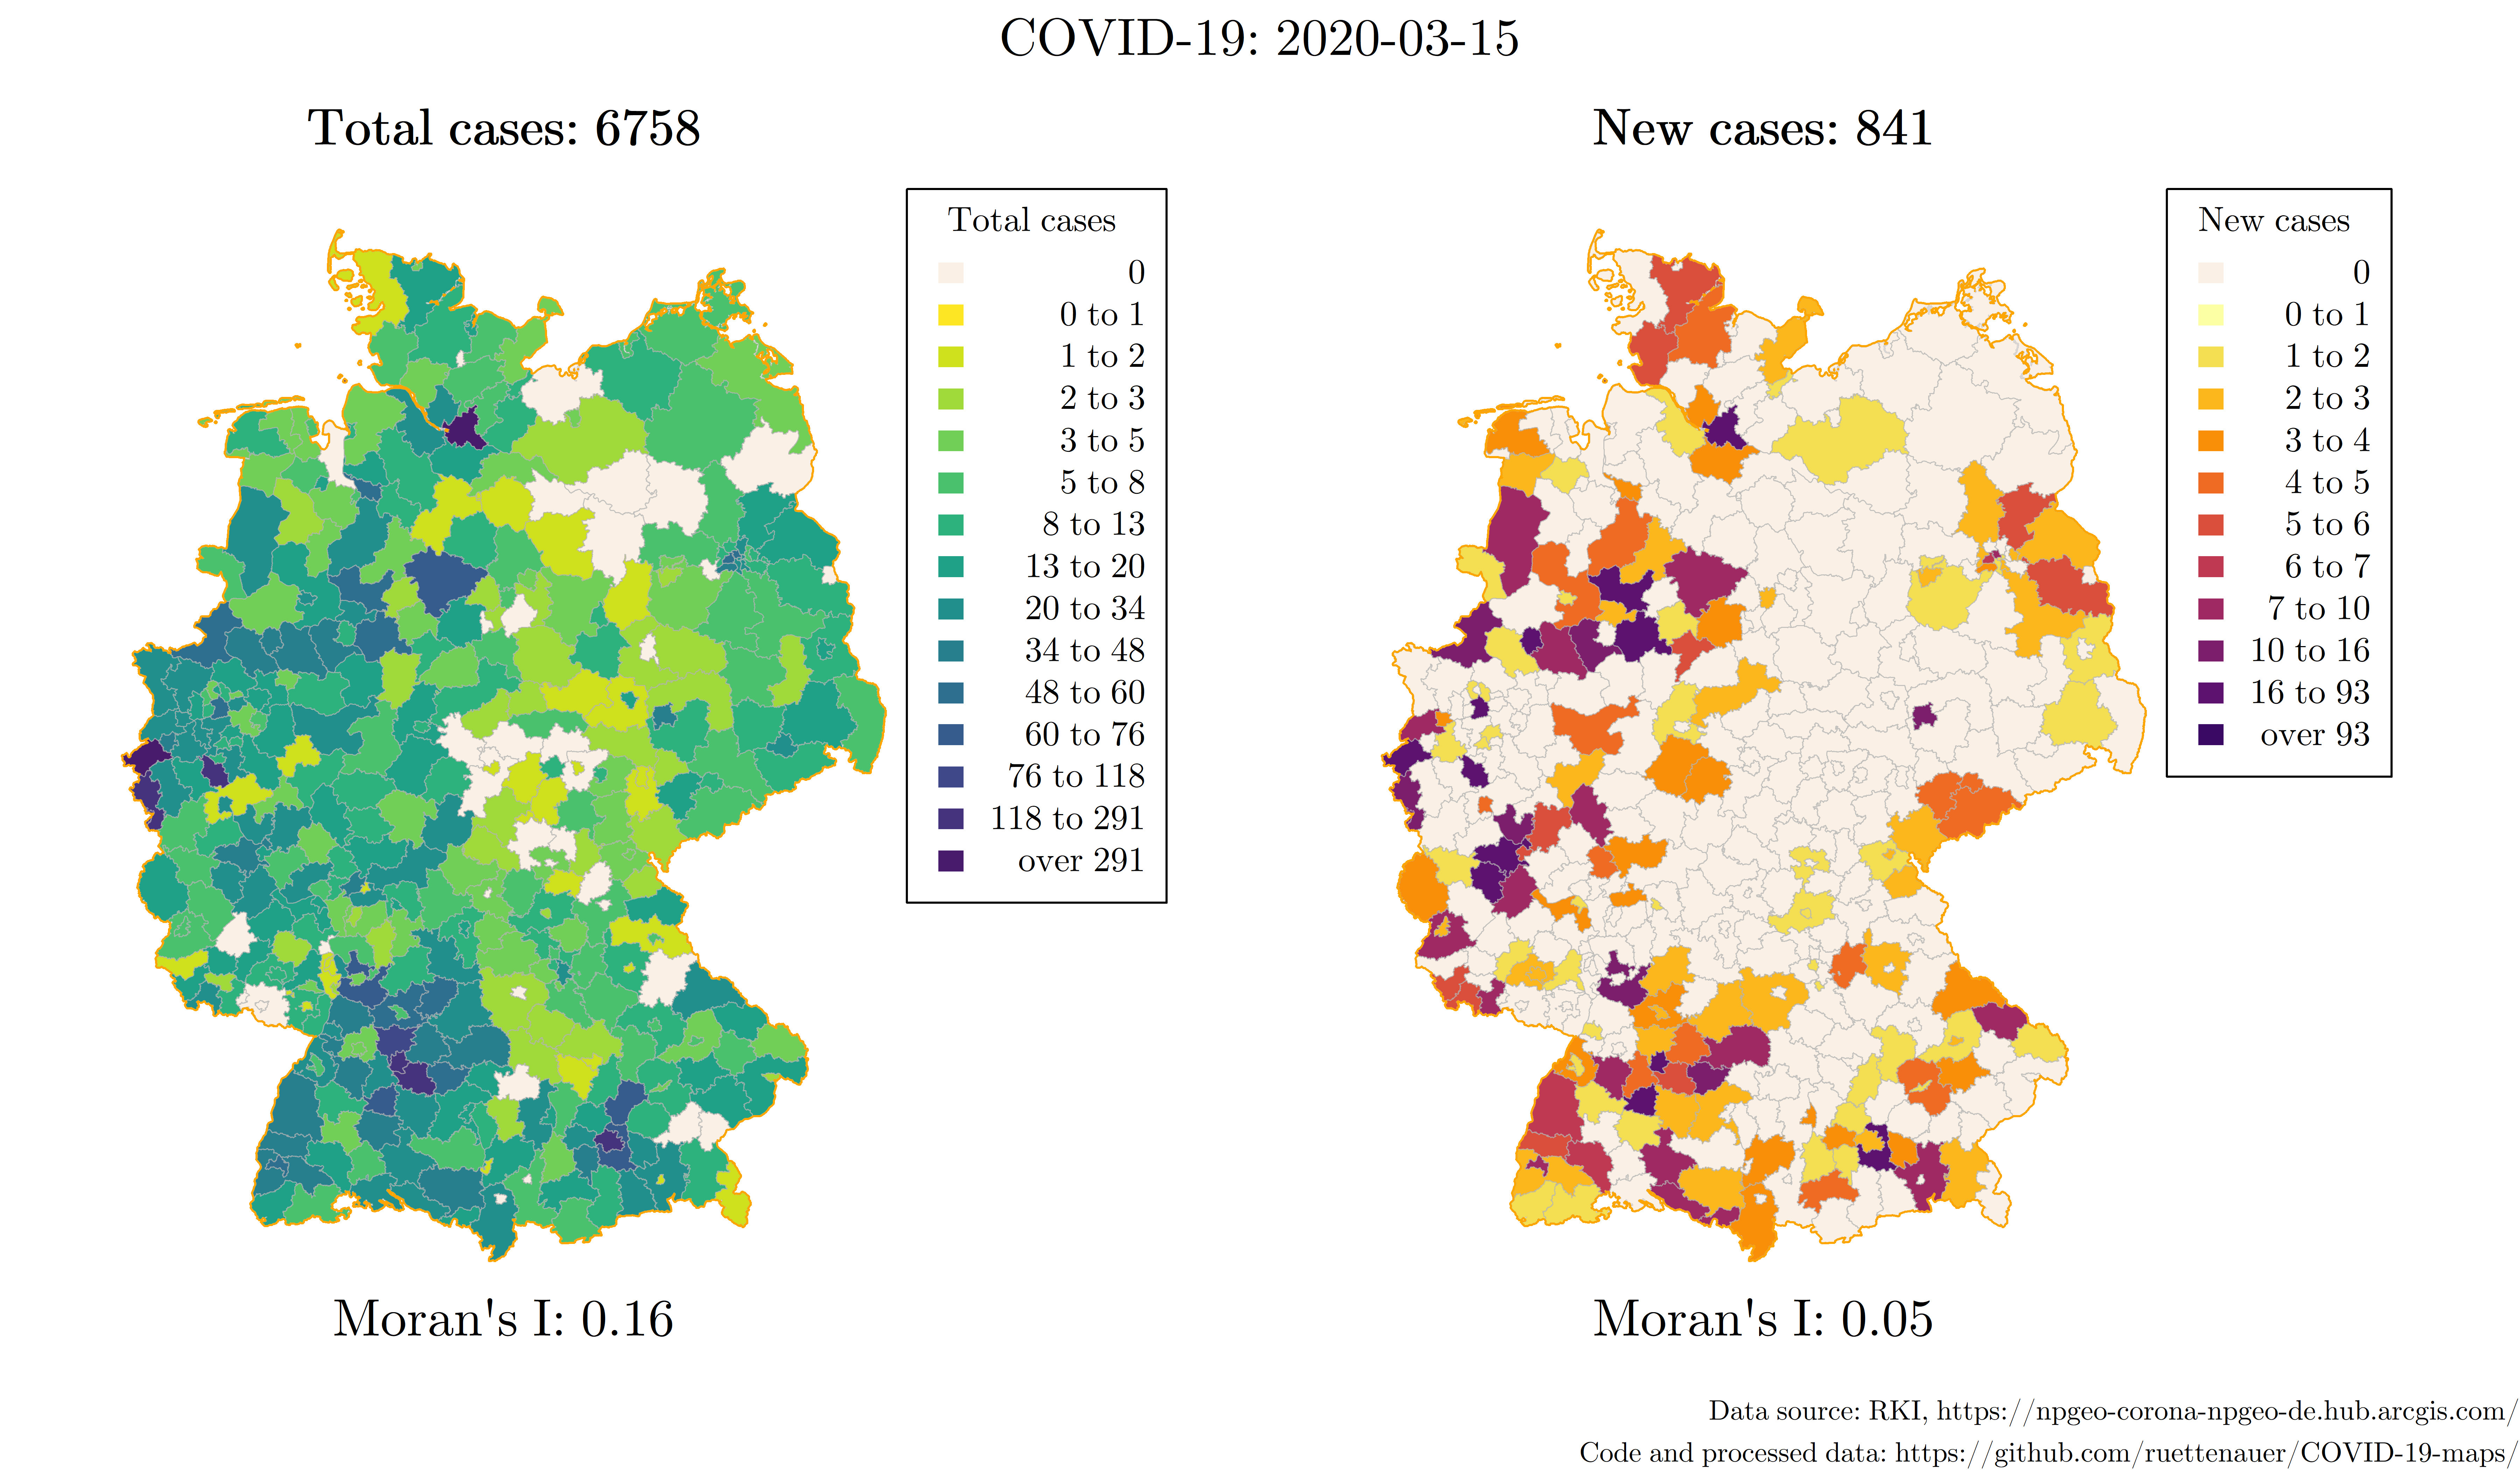 COVID-19: 2020-03-15
Total cases: 6758
Total cases
0
0 to 1
1 to 2
2 to 3
3 to 5
5 to 8
8 to 13
13 to 20
20 to 34
34 to 48
48 to 60
60 to 76
76 to 118
118 to 291
over 291
Moran's I: 0.16
New cases: 841
New cases
0
0 to 1
1 to 2
2 to 3
3 to 4
4 to 5
5 to 6
6 to 7
7 to 10
10 to 16
16 to 93
over 93
Moran's I: 0.05
Data source: RKI, https://npgeo-corona-npgeo-de.hub.arcgis.com/
Code and processed data: https://github.com/ruettenauer/COVID-19-maps/